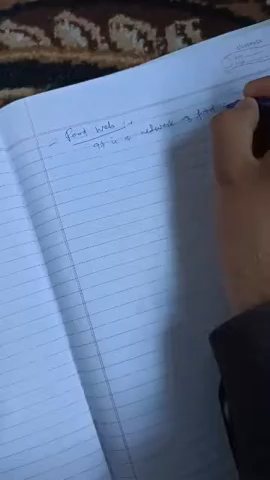 → food web :→
It is a network of food